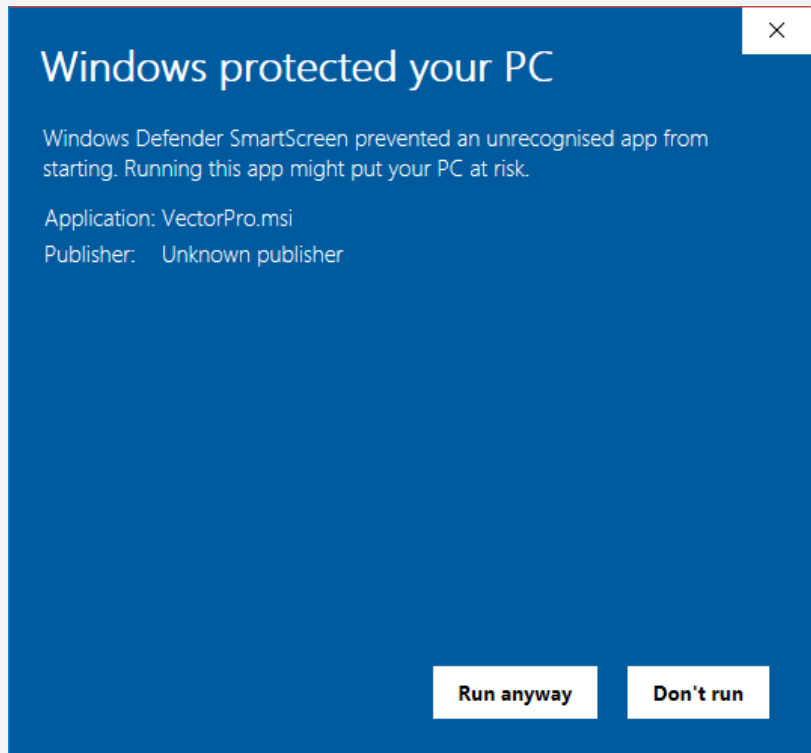 Windows protected your PC
Windows Defender SmartScreen prevented an unrecognised app from
starting. Running this app might put your PC at risk.
Application: VectorPro.msi
Publisher: Unknown publisher
Run anyway Don't run